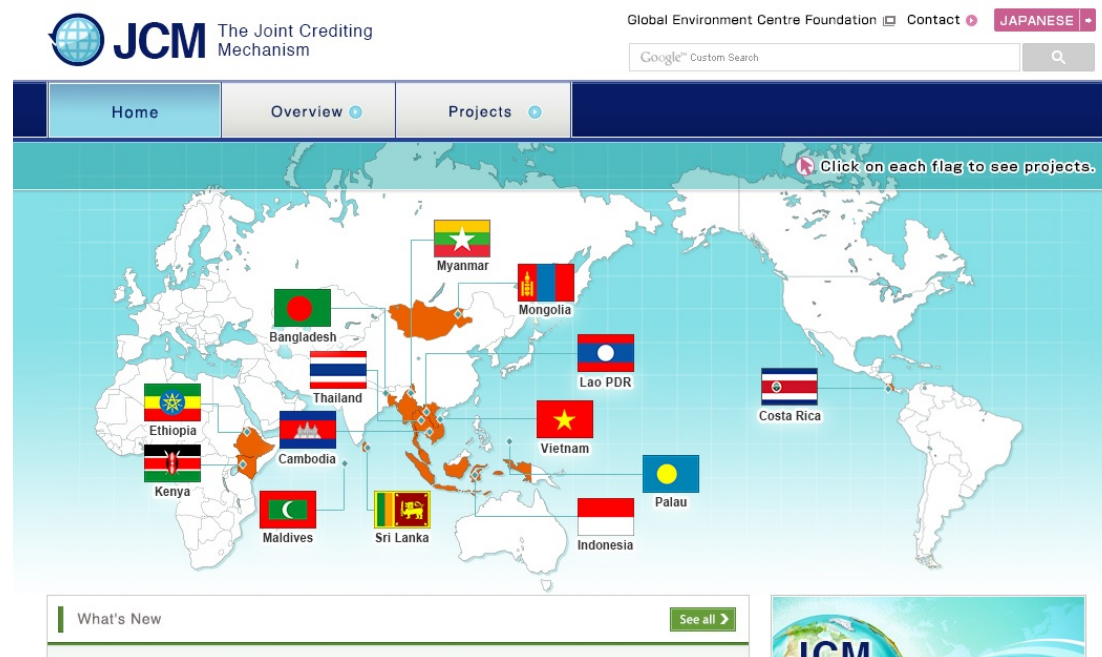 JCM The Joint Crediting
Mechanism
Global Environment Centre Foundation Contact JAPANESE
Google™ Custom Search
Home Overview Projects
Click on each flag to see projects.
Myanmar
Mongolia
Bangladesh
Lao PDR
Thailand
Costa Rica
Ethiopia
Vietnam
Cambodia
Kenya
Palau
Maldives
Sri Lanka
Indonesia
What's New
See all
JCM